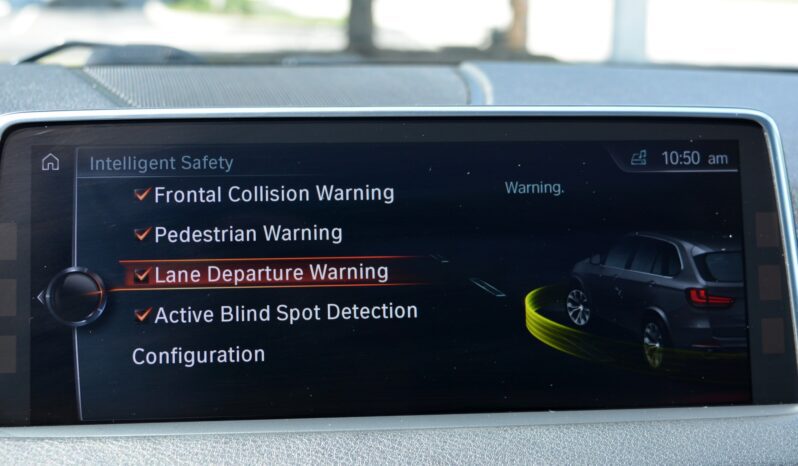 Intelligent Safety
10:50 am
Frontal Collision Warning
Warning.
Pedestrian Warning
Lane Departure Warning
Active Blind Spot Detection
Configuration